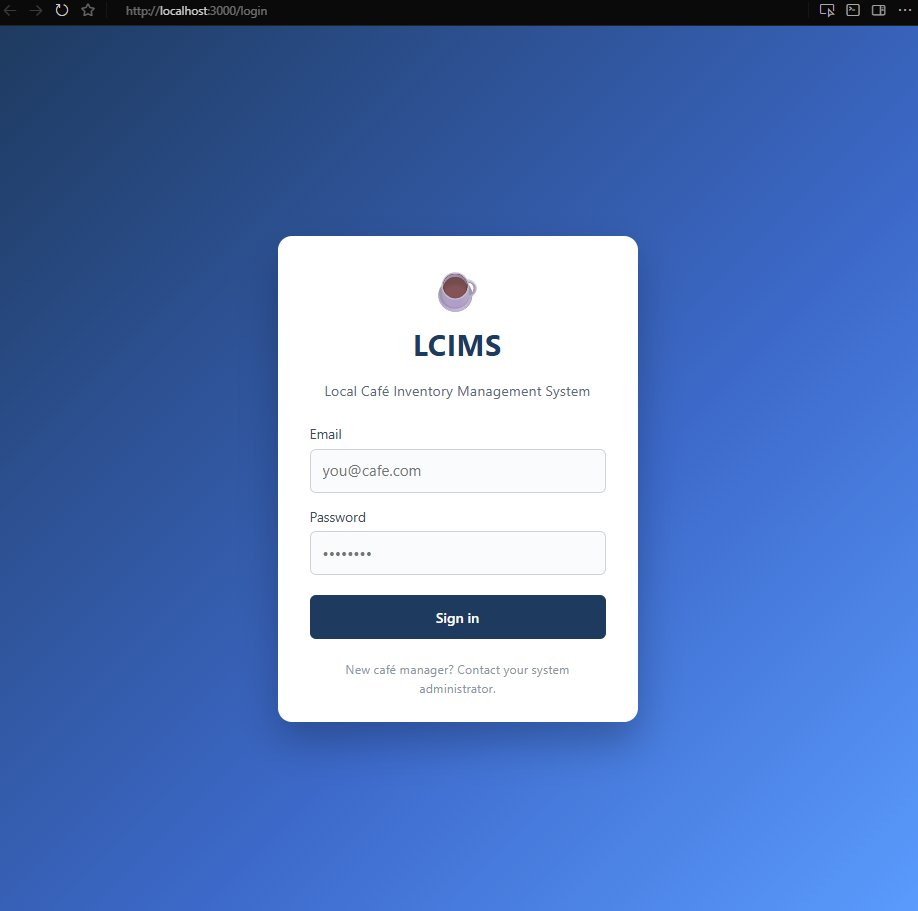 http://localhost:3000/login
LCIMS
Local Café Inventory Management System
Email
you@cafe.com
Password
••••••••
Sign in
New café manager? Contact your system
administrator.